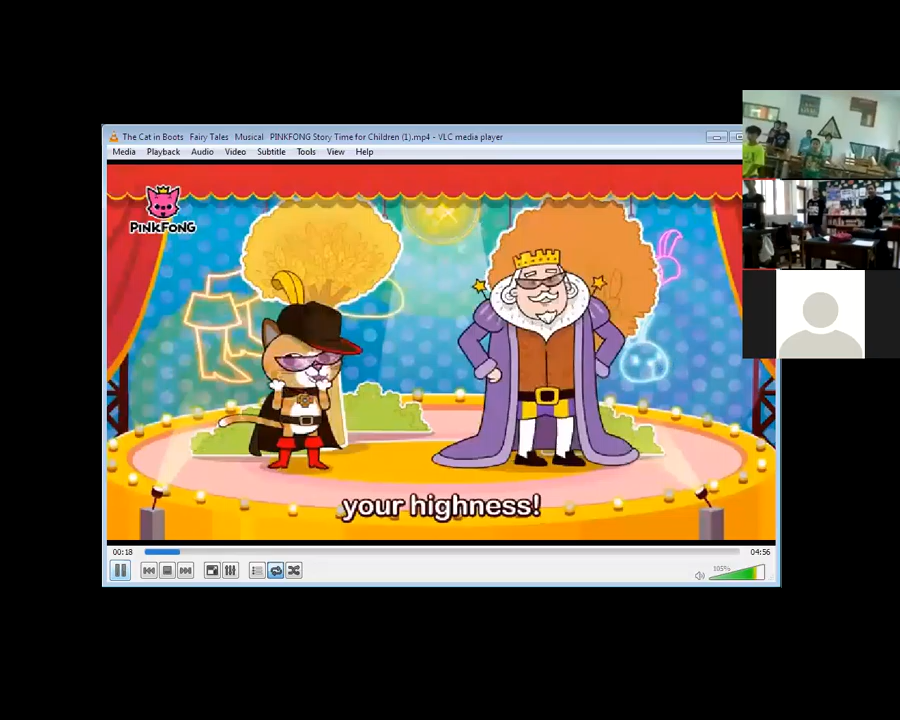 The Cat in Boots Fairy Tales Musical PINKFONG Story Time for Children (1).mp4 - VLC media player
Media Playback Audio Video Subtitle Tools View Help
PINKFONG
your highness!
00:18
04:56
105%